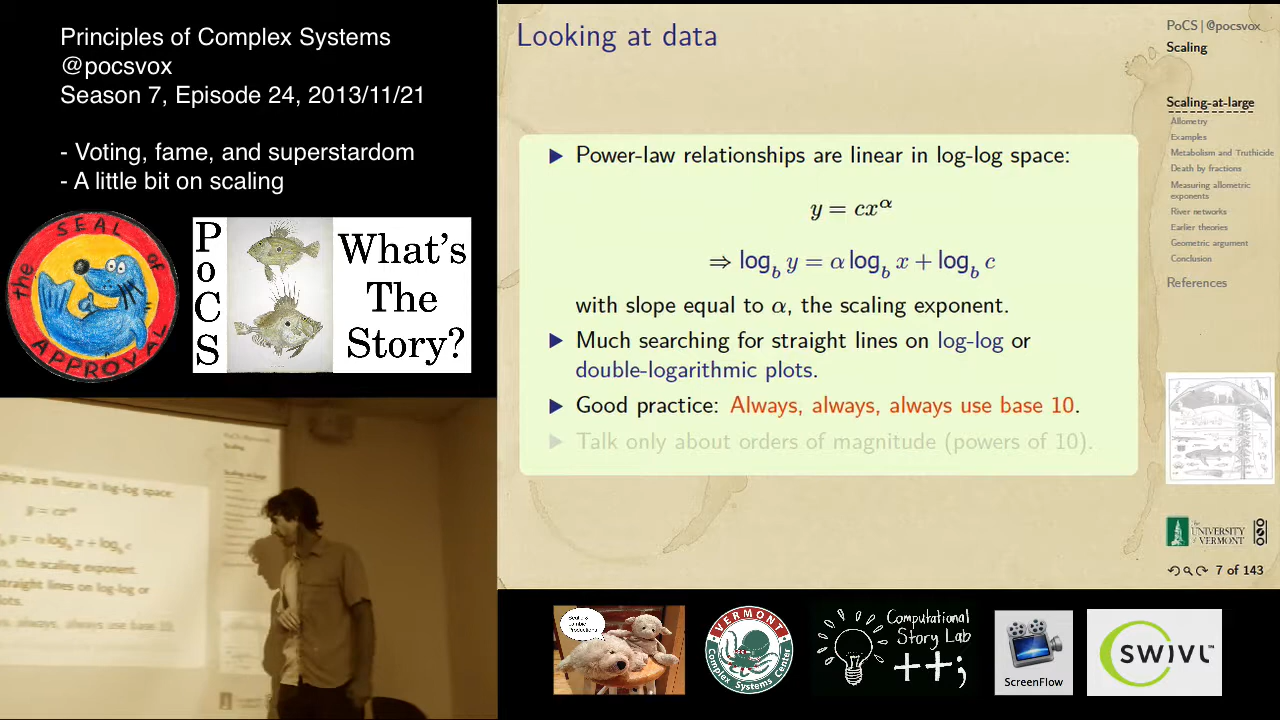 Principles of Complex Systems
@pocsvox
Season 7, Episode 24, 2013/11/21
- Voting, fame, and superstardom
- A little bit on scaling
the SEAL of APPROVAL
PoCS
What's
The
Story?
Looking at data
PoCS | @pocsvox
Scaling
Scaling-at-large
Allometry
Examples
Metabolism and Truthicide
Death by fractions
Measuring allometric
exponents
River networks
Earlier theories
Geometric argument
Conclusion
References
▶ Power-law relationships are linear in log-log space:
y = cx^α
⇒ log_b y = α log_b x + log_b c
with slope equal to α, the scaling exponent.
▶ Much searching for straight lines on log-log or
double-logarithmic plots.
▶ Good practice: Always, always, always use base 10.
▶ Talk only about orders of magnitude (powers of 10).
The
UNIVERSITY
of VERMONT
7 of 143
VERMONT
Complex Systems Center
Computational
Story Lab
++;
ScreenFlow
SWIVL™